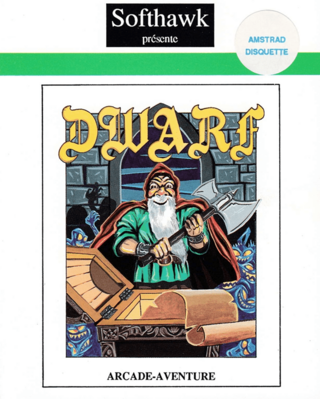 Softhawk
présente
AMSTRAD
DISQUETTE
DWARF
ARCADE-AVENTURE